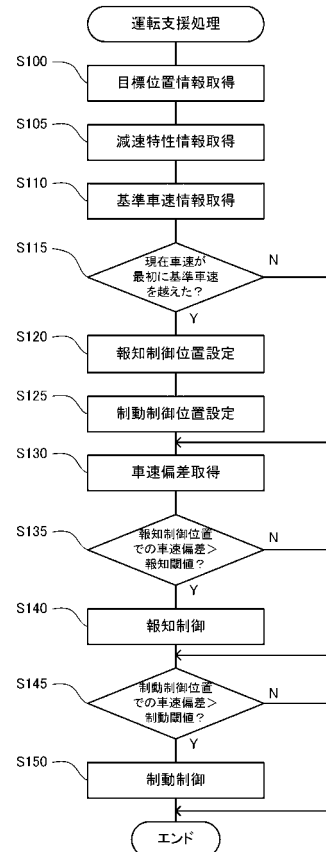 運転支援処理
S100
目標位置情報取得
S105
減速特性情報取得
S110
基準車速情報取得
S115
現在車速が
最初に基準車速
を越えた?
N
Y
S120
報知制御位置設定
S125
制動制御位置設定
S130
車速偏差取得
S135
報知制御位置
での車速偏差>
報知閾値?
N
Y
S140
報知制御
S145
制動制御位置
での車速偏差>
制動閾値?
N
Y
S150
制動制御
エンド